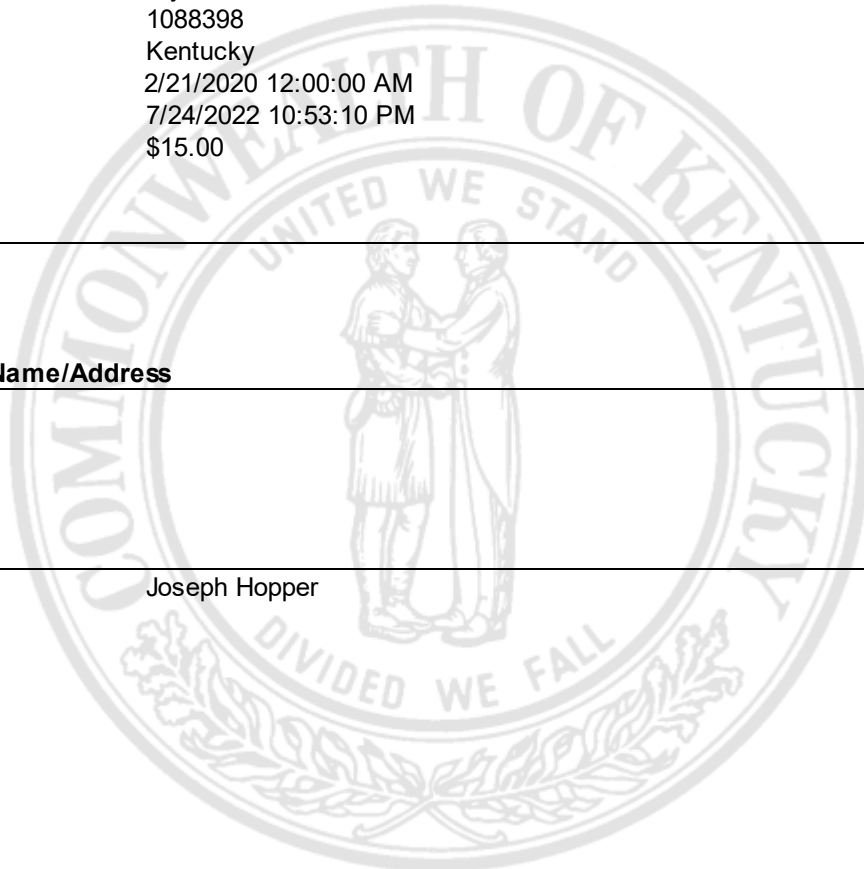 1088398
Kentucky
2/21/2020 12:00:00 AM
7/24/2022 10:53:10 PM
$15.00
COMMONWEALTH OF KENTUCKY
UNITED WE STAND
Name/Address
Joseph Hopper
DIVIDED WE FALL